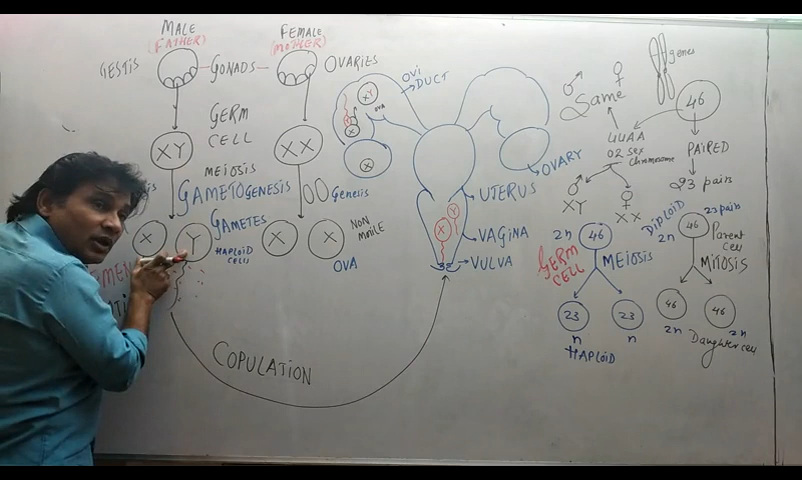 MALE
(FATHER)
FEMALE
(MOTHER)
GESTIS
GONADS
OVARIES
GERM
CELL
XY
XX
MEIOSIS
GAMETOGENESIS
Genesis
GAMETES
HAPLOID
CELLS
X
Y
X
X
NON
MOTILE
OVA
COPULATION
OVI
DUCT
XY
OVA
Y
X
X
OVARY
UTERUS
Y
X
VAGINA
VULVA
♂
♀
Same
genes
46
44AA
02 sex
chromosome
PAIRED
23 pairs
♂
XY
♀
XX
2n
46
GERM
CELL
MEIOSIS
23
23
n
n
HAPLOID
DIPLOID
2n
46
23 pairs
Parent
cell
MITOSIS
46
46
2n
2n
Daughter cell